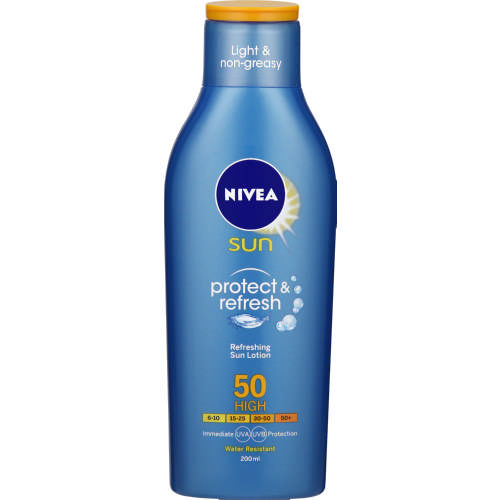 Light &
non-greasy
NIVEA
sun
protect &
refresh
Refreshing
Sun Lotion
50
HIGH
6-10 15-25 30-50 50+
Immediate UVA UVB Protection
Water Resistant
200ml